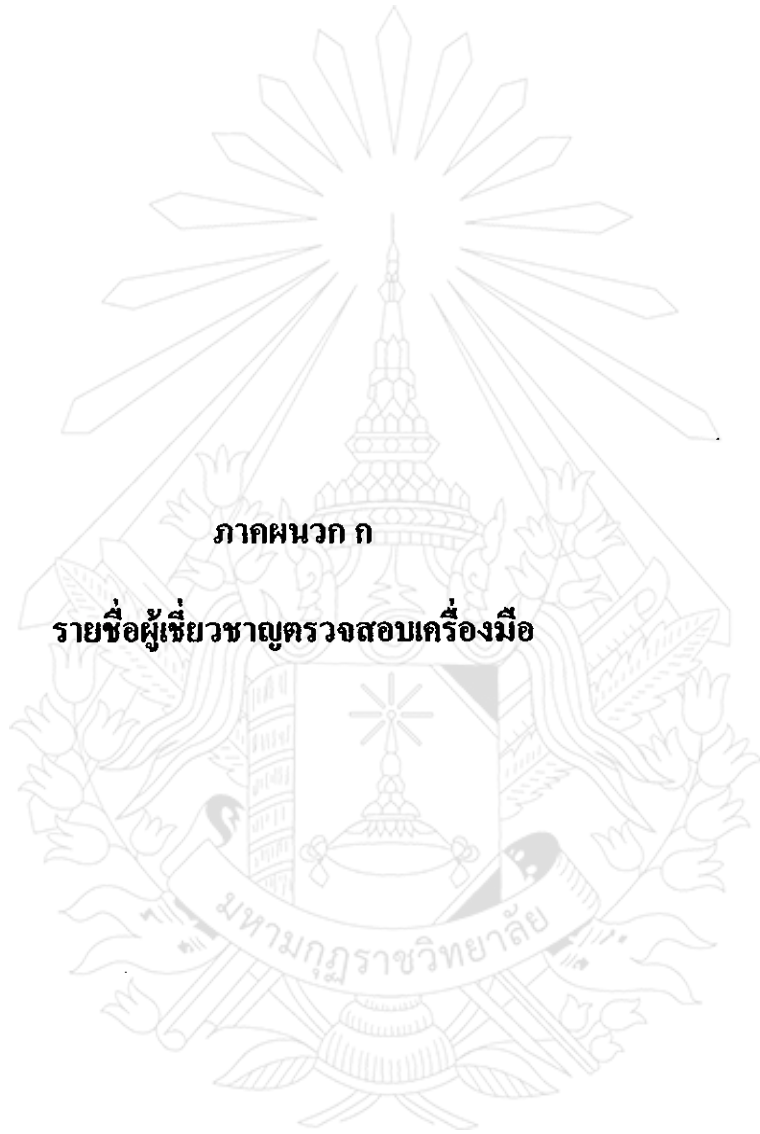 ภาคผนวก ก
รายชื่อผู้เชี่ยวชาญตรวจสอบเครื่องมือ
มหามกุฏราชวิทยาลัย